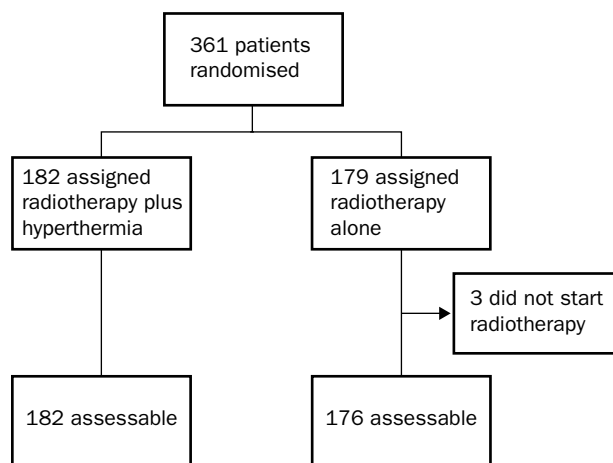 361 patients
randomised
182 assigned
radiotherapy plus
hyperthermia
179 assigned
radiotherapy
alone
3 did not start
radiotherapy
182 assessable
176 assessable